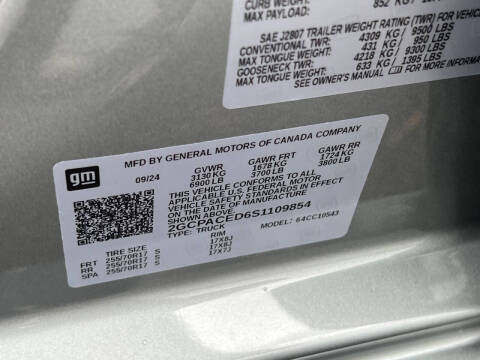 CURB
852 KG
MAX PAYLOAD:
SAE J2807 TRAILER WEIGHT RATING (TWR) FOR VEHICLE
CONVENTIONAL TWR: 4309 KG / 9500 LBS
MAX TONGUE WEIGHT: 431 KG / 950 LBS
GOOSENECK TWR: 4218 KG / 9300 LBS
MAX TONGUE WEIGHT: 633 KG / 1395 LBS
SEE OWNER'S MANUAL FOR MORE INFORMATION
MFD BY GENERAL MOTORS OF CANADA COMPANY
gm
09/24
GVWR GAWR FRT GAWR RR
3130 KG 1678 KG 1724 KG
6900 LB 3700 LB 3800 LB
THIS VEHICLE CONFORMS TO ALL
APPLICABLE U.S. FEDERAL MOTOR
VEHICLE SAFETY STANDARDS
IN EFFECT ON THE DATE OF MANUFACTURE
SHOWN ABOVE.
2GCPACED6S1109854
TYPE: TRUCK MODEL: 64CC10543
TIRE SIZE RIM
FRT 255/70R17 S 17X8J
RR 255/70R17 S 17X8J
SPA 255/70R17 S 17X7J